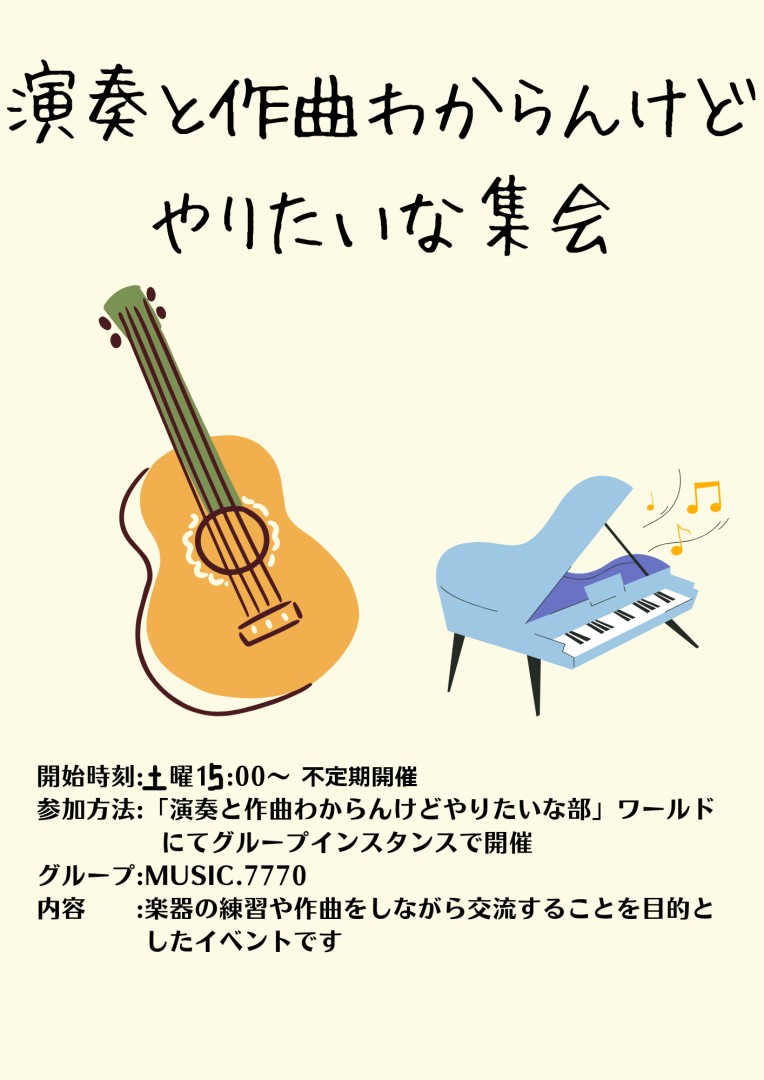 演奏と作曲わからんけど
やりたいな集会
開始時刻:土曜15:00～ 不定期開催
参加方法:「演奏と作曲わからんけどやりたいな部」ワールド
にてグループインスタンスで開催
グループ:MUSIC.7770
内容　　:楽器の練習や作曲をしながら交流することを目的と
したイベントです